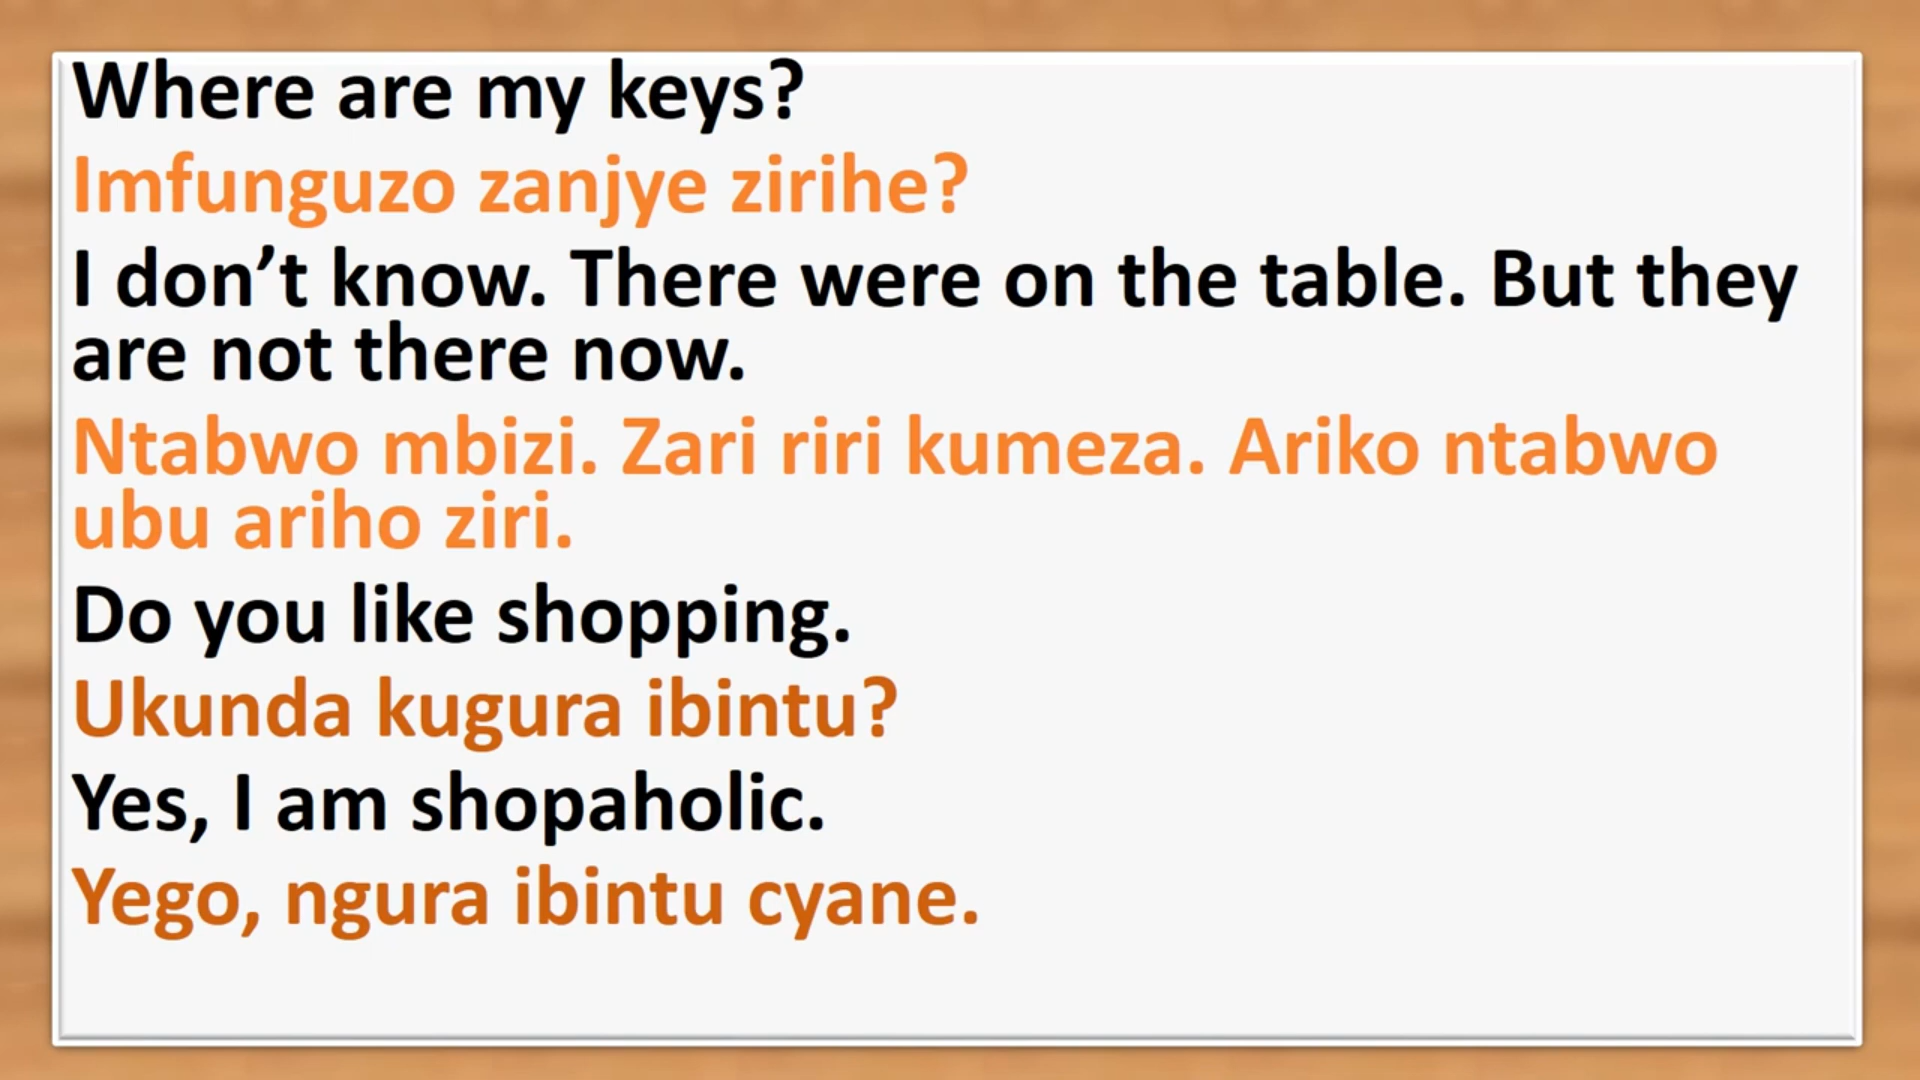 Where are my keys?
Imfunguzo zanjye zirihe?
I don’t know. There were on the table. But they
are not there now.
Ntabwo mbizi. Zari riri kumeza. Ariko ntabwo
ubu ariho ziri.
Do you like shopping.
Ukunda kugura ibintu?
Yes, I am shopaholic.
Yego, ngura ibintu cyane.